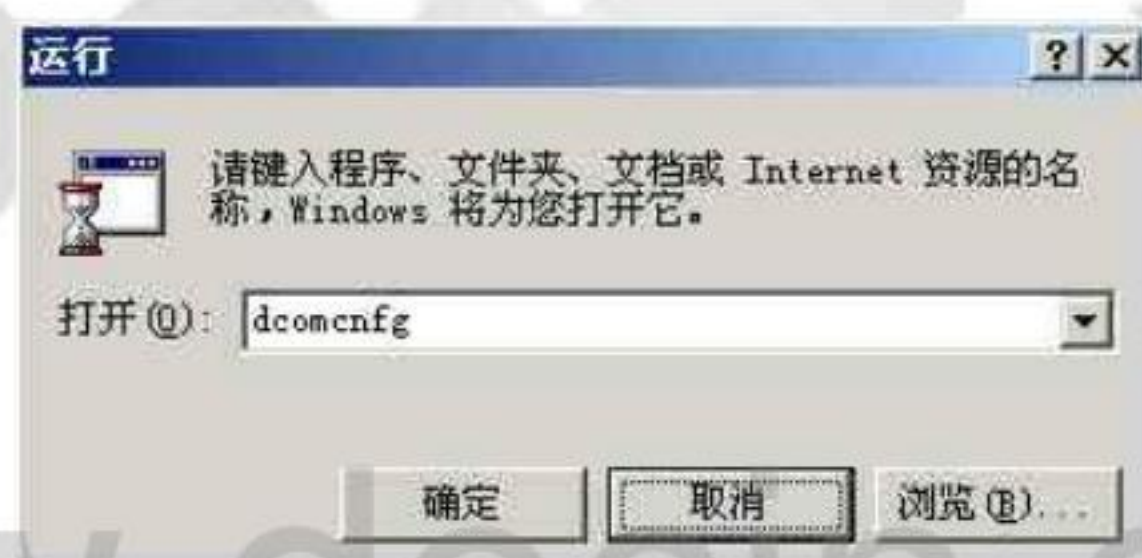 运行
请键入程序、文件夹、文档或 Internet 资源的名
称，Windows 将为您打开它。
打开(O): dcomcnfg
确定 取消 浏览(B)...